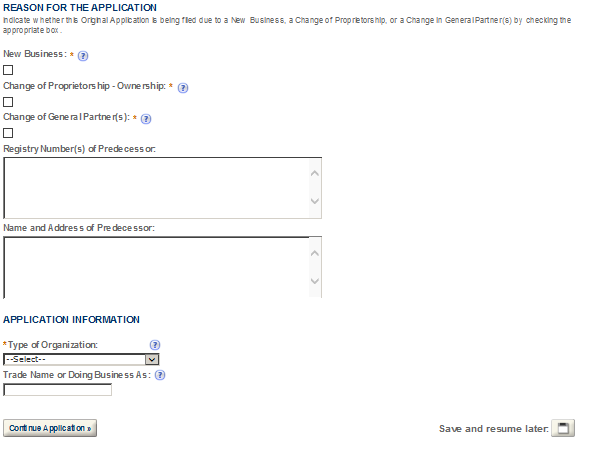 REASON FOR THE APPLICATION
Indicate whether this Original Application is being filed due to a New Business, a Change of Proprietorship, or a Change in General Partner(s) by checking the
appropriate box.
New Business: * ?
Change of Proprietorship - Ownership: * ?
Change of General Partner(s): * ?
Registry Number(s) of Predecessor:
Name and Address of Predecessor:
APPLICATION INFORMATION
* Type of Organization: ?
--Select--
Trade Name or Doing Business As: ?
Continue Application »
Save and resume later: